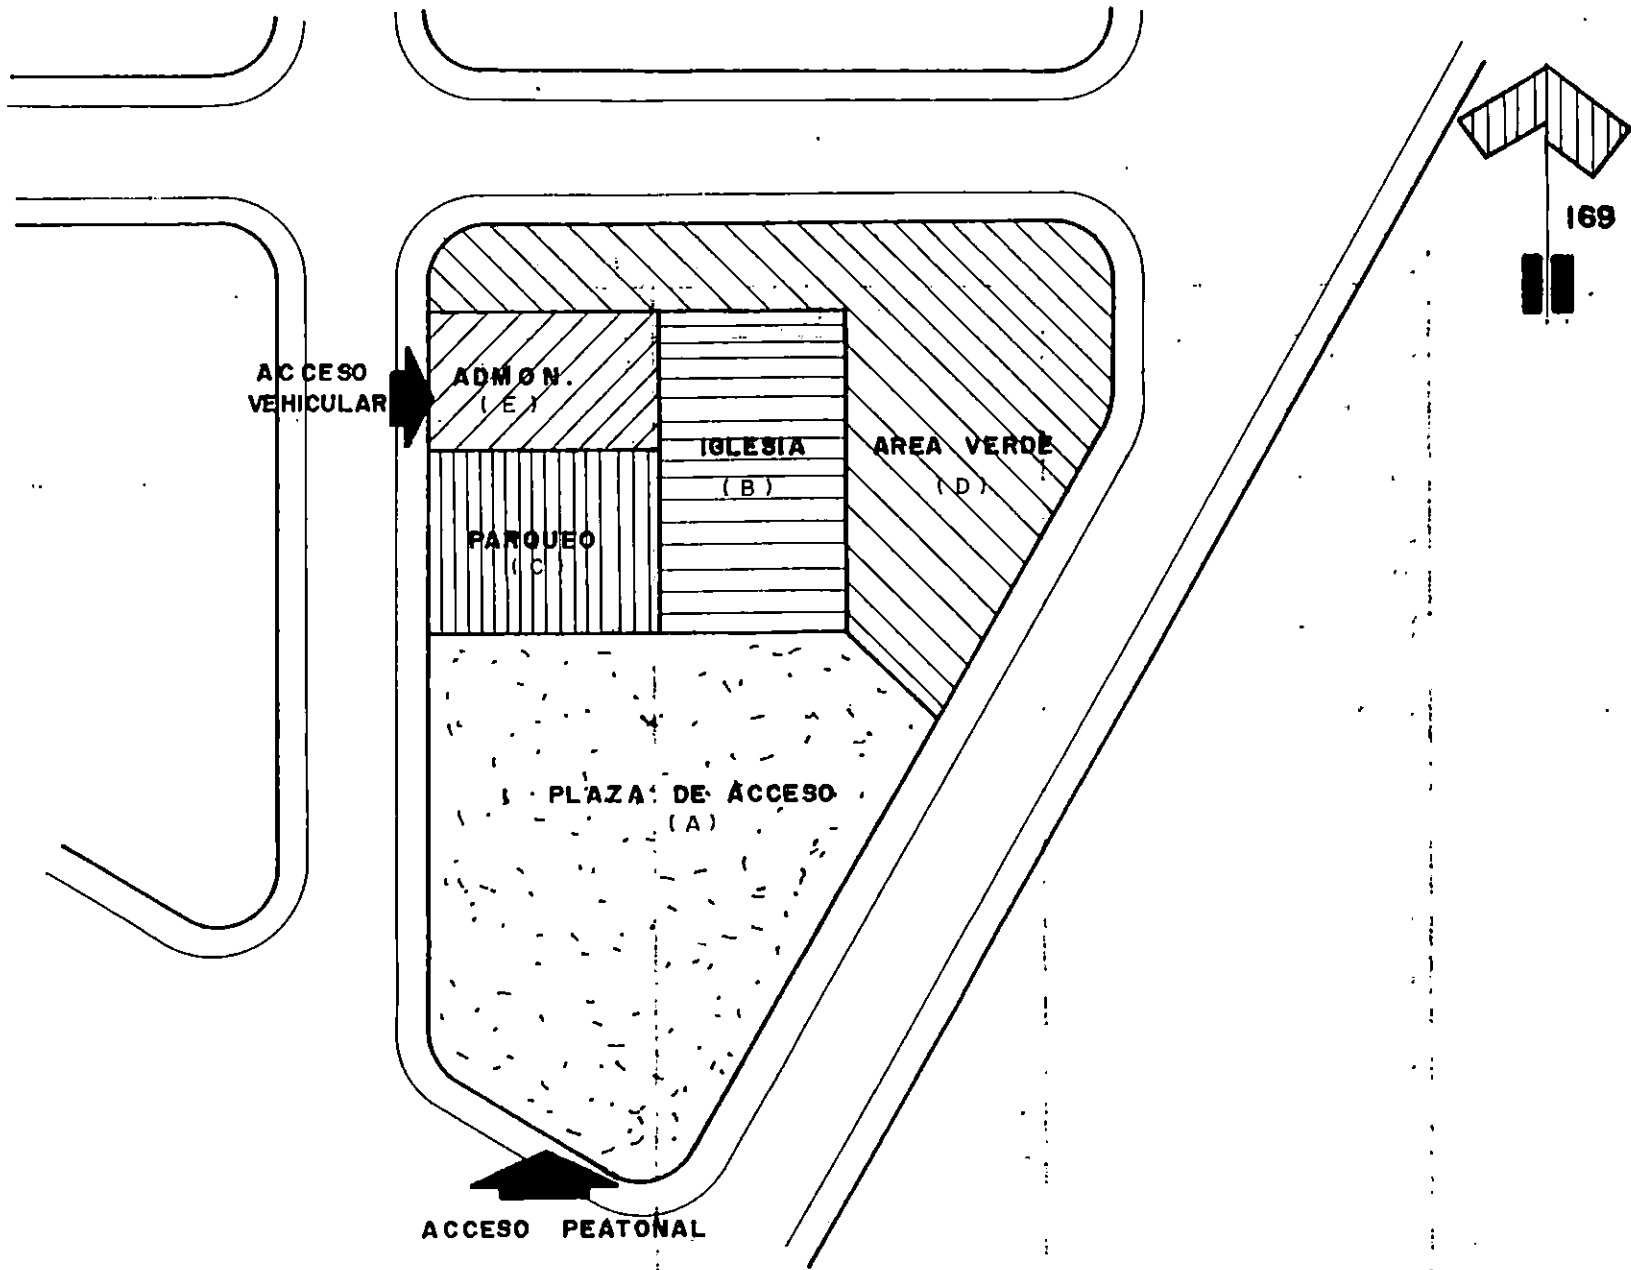 169
ACCESO
VEHICULAR
ADMON.
(E)
IGLESIA
(B)
AREA VERDE
(D)
PARQUEO
(C)
PLAZA DE ACCESO
(A)
ACCESO PEATONAL